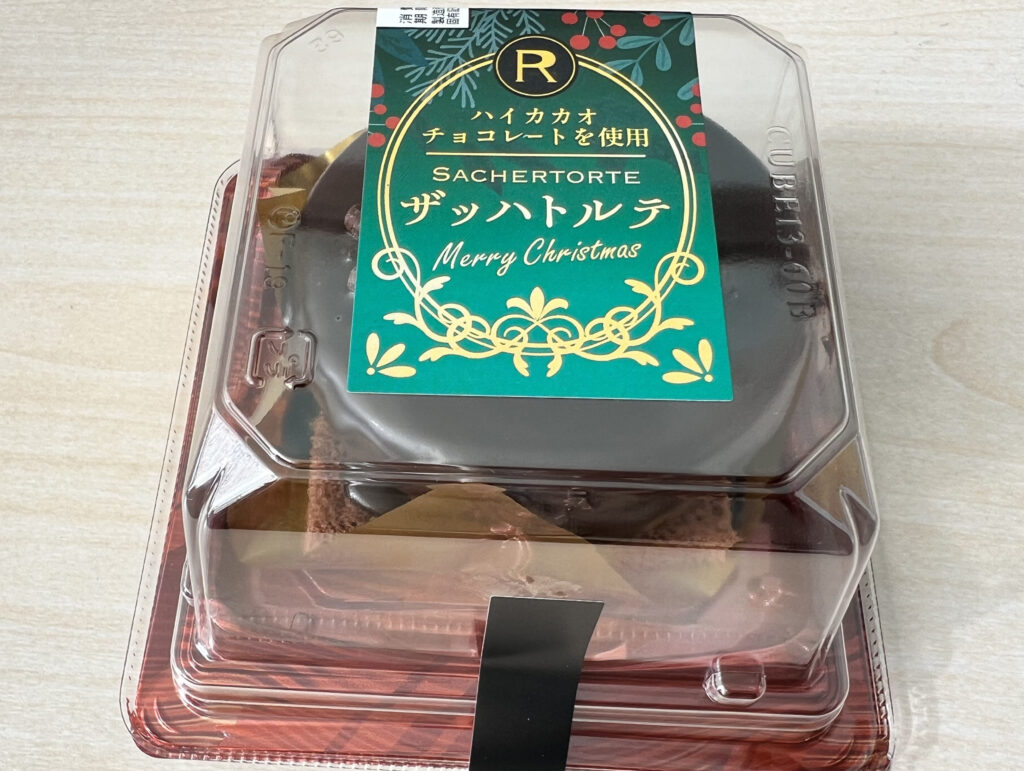 R
ハイカカオ
チョコレートを使用
SACHERTORTE
ザッハトルテ
Merry Christmas
CUBE13-60B